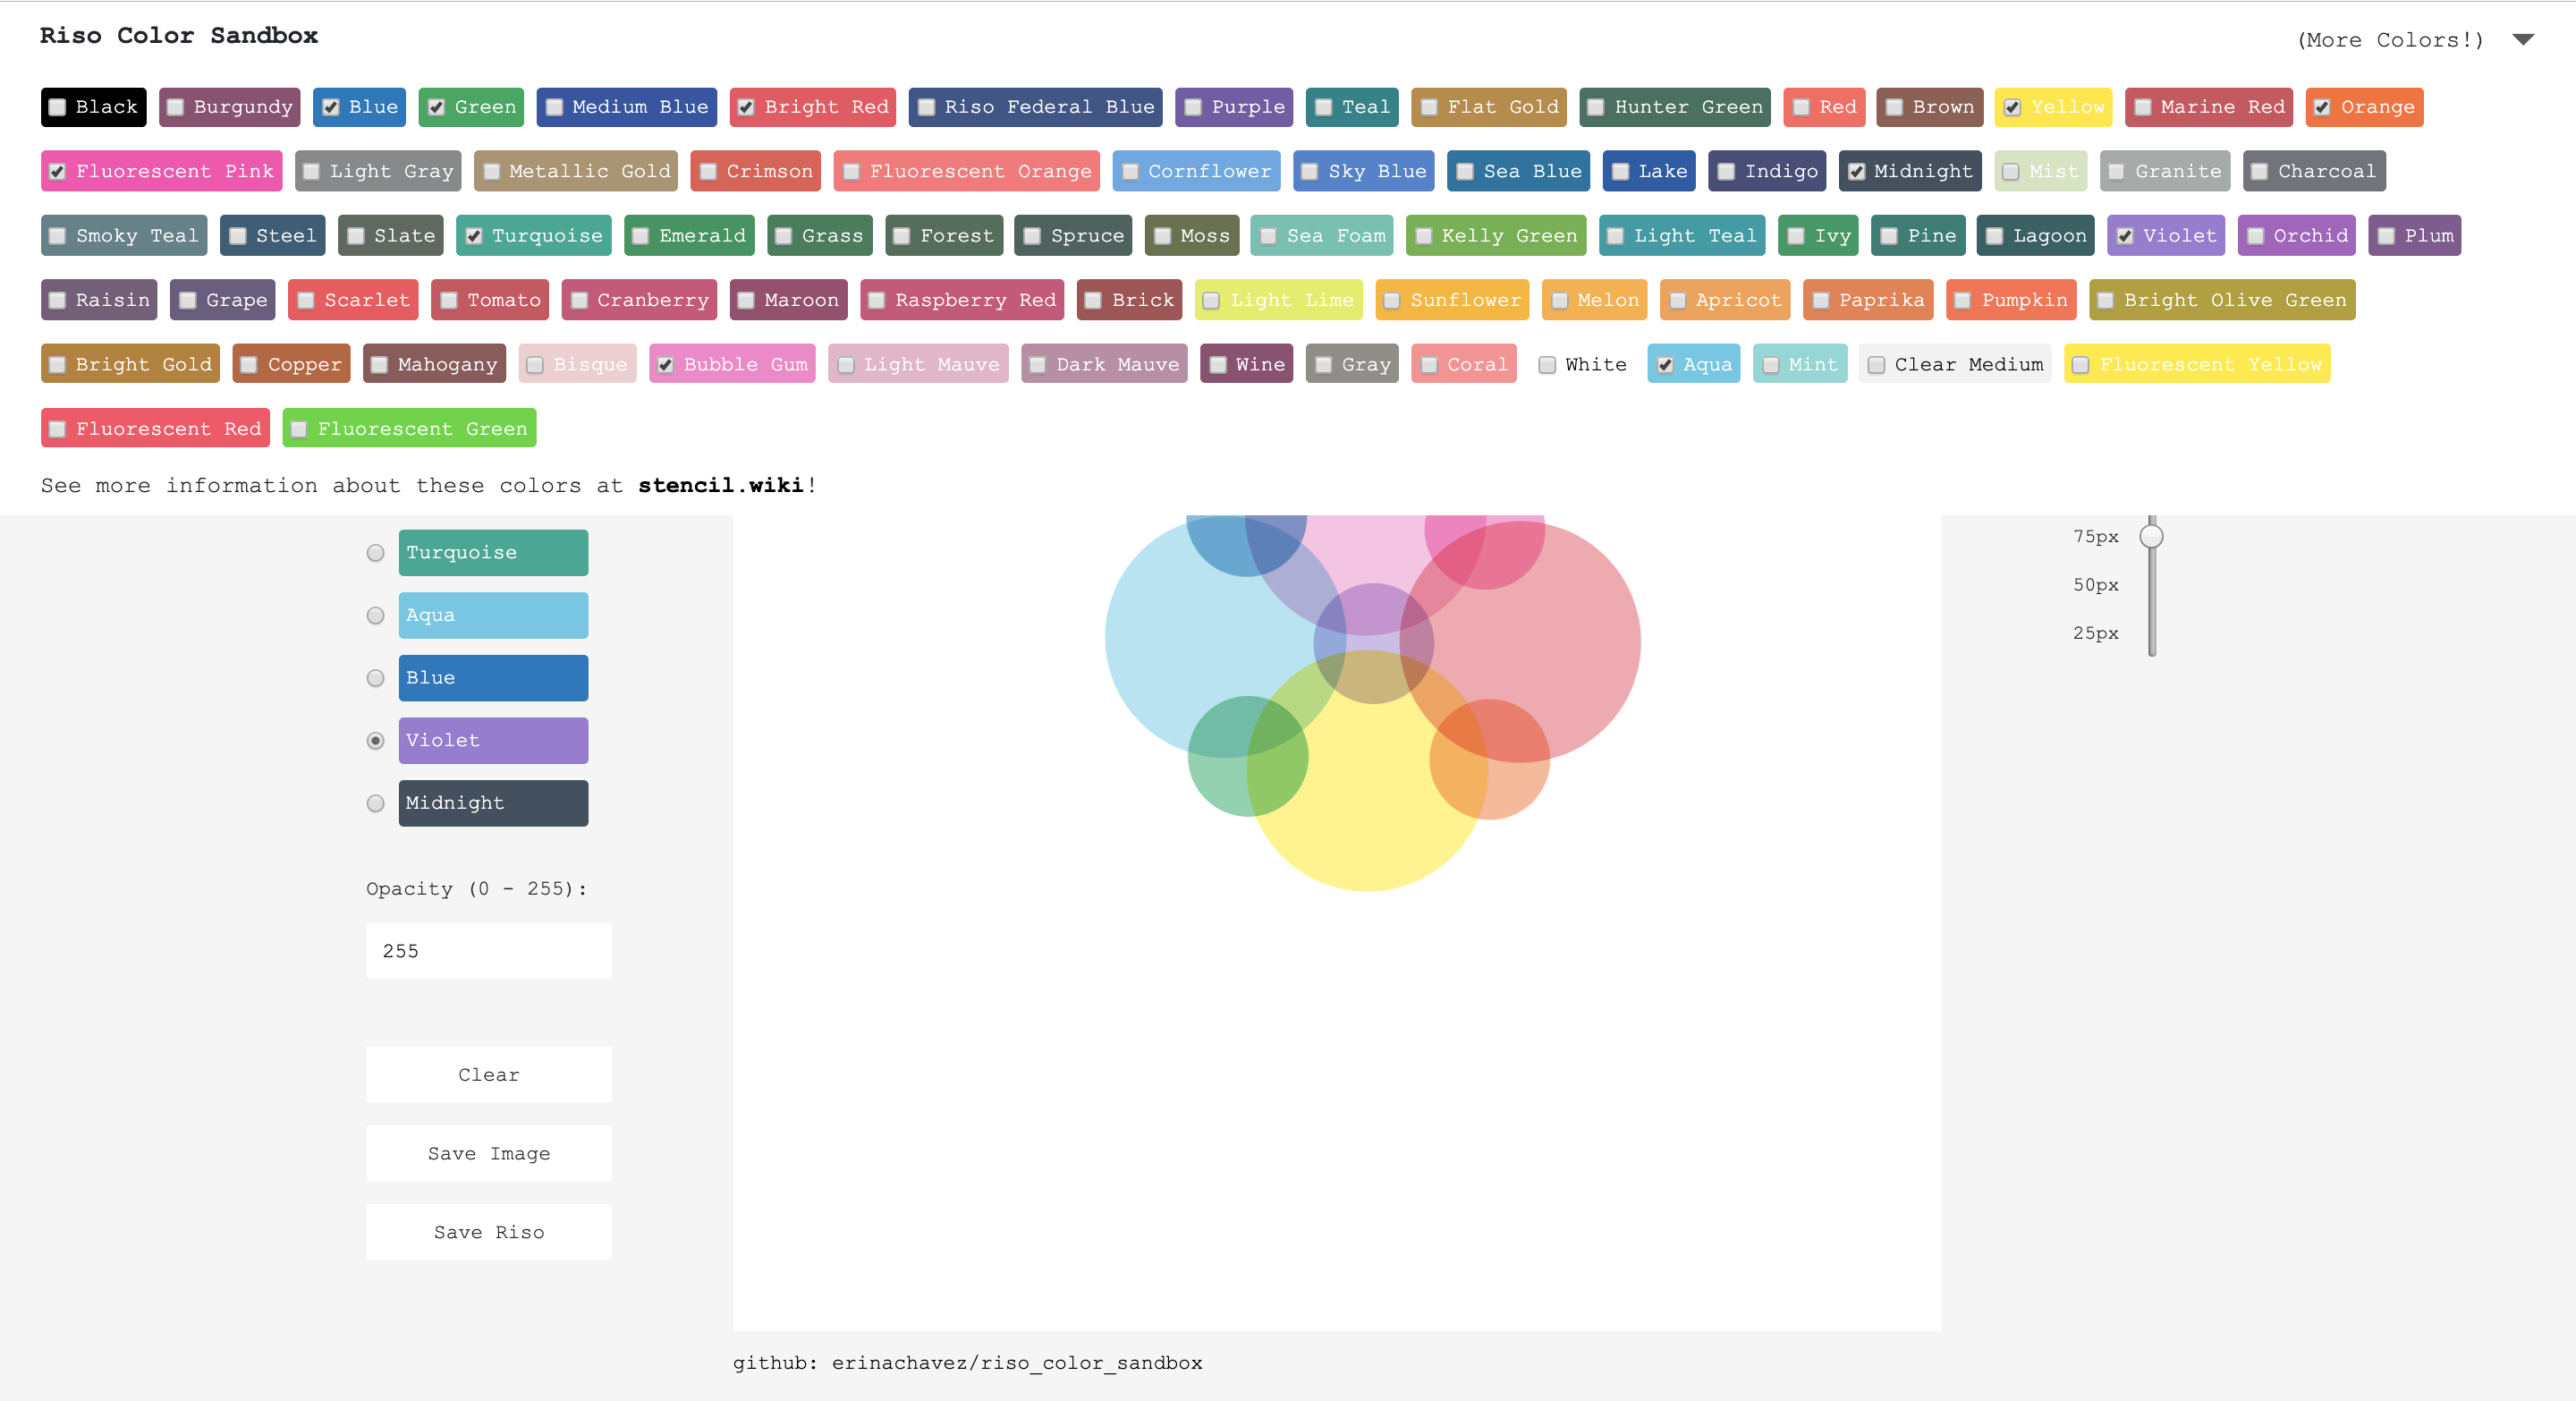 Riso Color Sandbox (More Colors!)
Black Burgundy Blue Green Medium Blue Bright Red Riso Federal Blue Purple Teal Flat Gold Hunter Green Red Brown Yellow Marine Red Orange
Fluorescent Pink Light Gray Metallic Gold Crimson Fluorescent Orange Cornflower Sky Blue Sea Blue Lake Indigo Midnight Mist Granite Charcoal
Smoky Teal Steel Slate Turquoise Emerald Grass Forest Spruce Moss Sea Foam Kelly Green Light Teal Ivy Pine Lagoon Violet Orchid Plum
Raisin Grape Scarlet Tomato Cranberry Maroon Raspberry Red Brick Light Lime Sunflower Melon Apricot Paprika Pumpkin Bright Olive Green
Bright Gold Copper Mahogany Bisque Bubble Gum Light Mauve Dark Mauve Wine Gray Coral White Aqua Mint Clear Medium Fluorescent Yellow
Fluorescent Red Fluorescent Green
See more information about these colors at stencil.wiki!
Turquoise
Aqua
Blue
Violet
Midnight
Opacity (0 - 255):
255
Clear
Save Image
Save Riso
75px
50px
25px
github: erinachavez/riso_color_sandbox